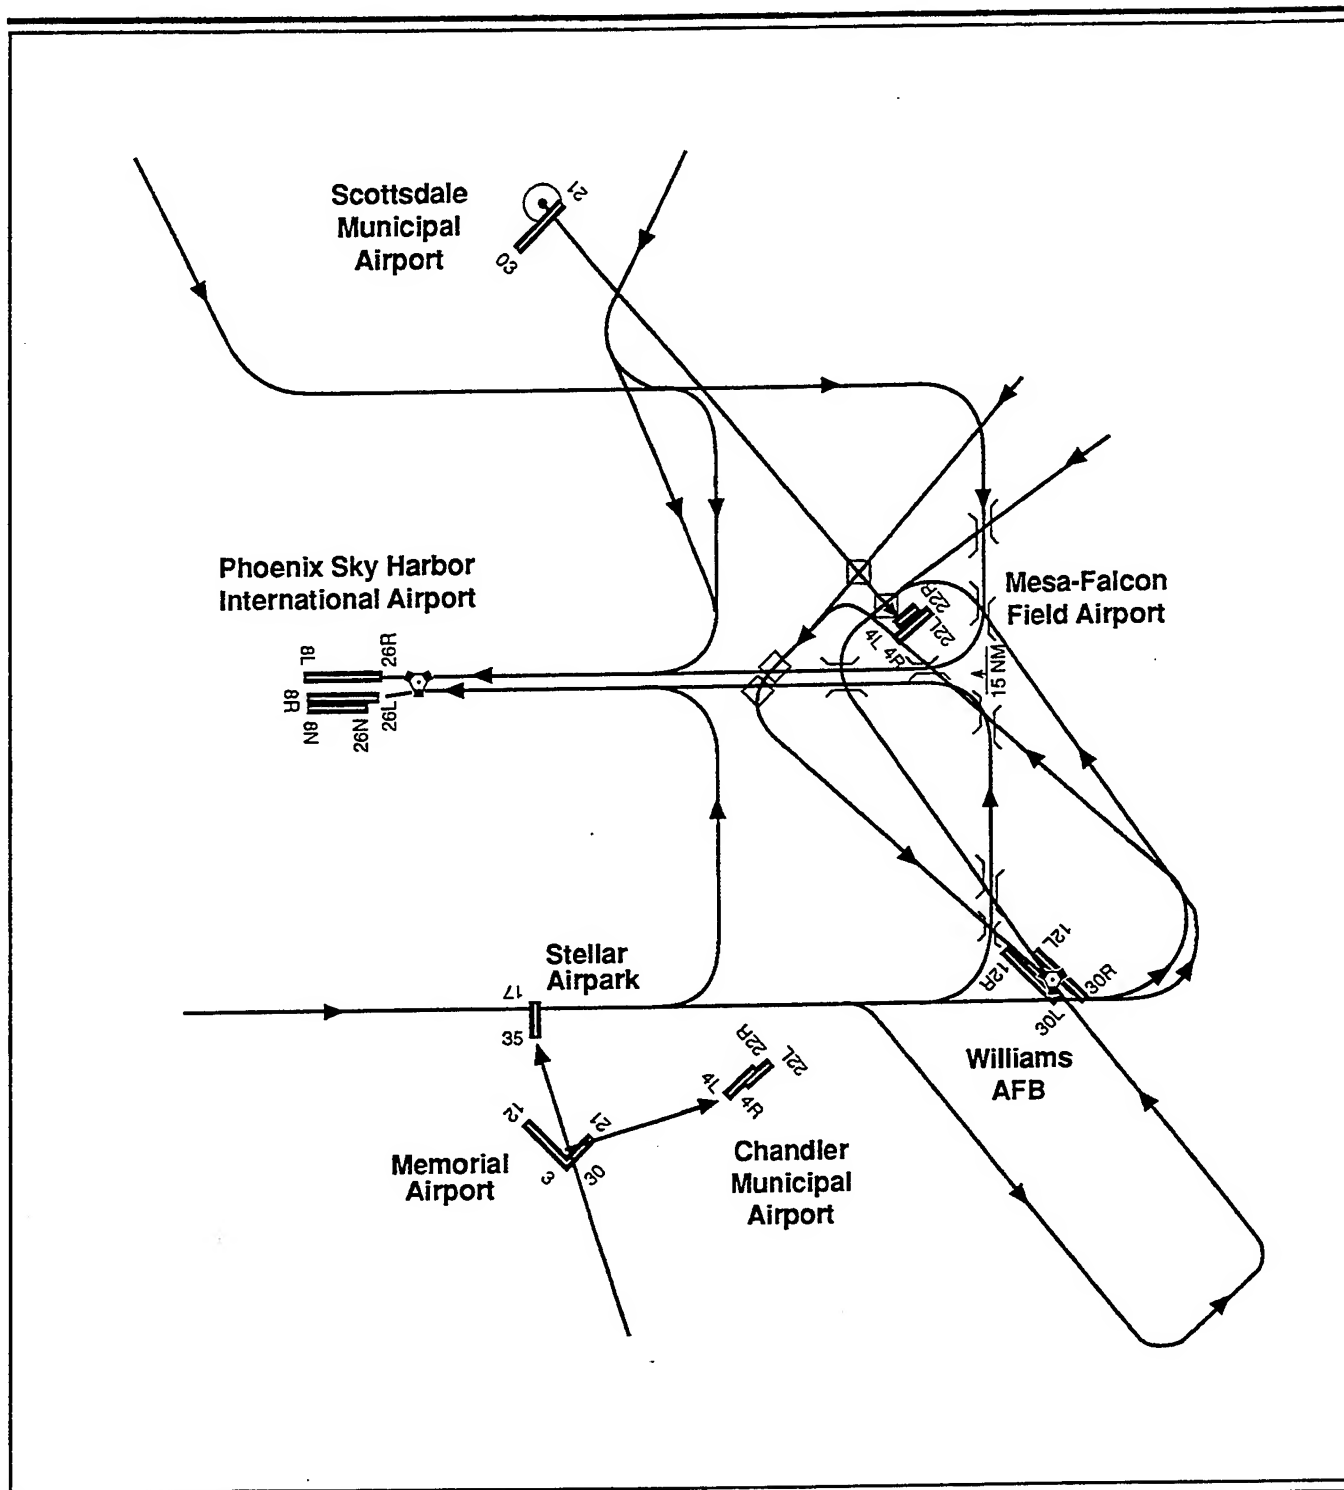 Scottsdale
Municipal
Airport
21
03
Phoenix Sky Harbor
International Airport
8L
26R
8R
26L
8N
26N
Mesa-Falcon
Field Airport
22R
22L
4L 4R
15 NM
Stellar
Airpark
17
35
12L
12R
30R
30L
Williams
AFB
22R
22L
4L
4R
Chandler
Municipal
Airport
12
21
3
30
Memorial
Airport